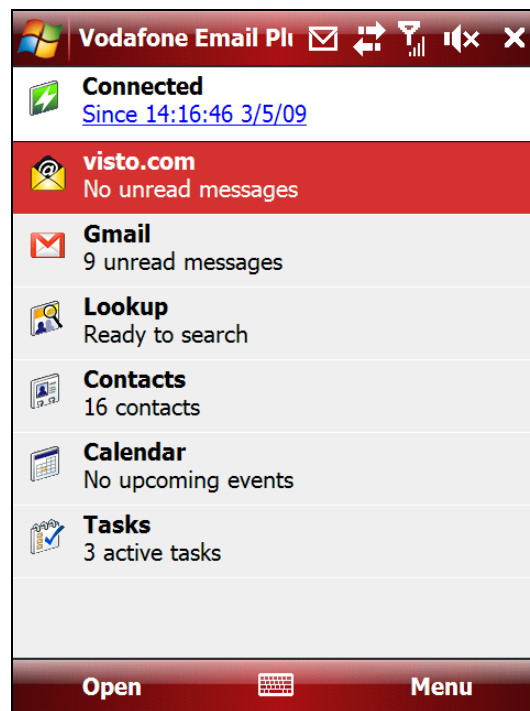 Vodafone Email Plu
Connected
Since 14:16:46 3/5/09
visto.com
No unread messages
Gmail
9 unread messages
Lookup
Ready to search
Contacts
16 contacts
Calendar
No upcoming events
Tasks
3 active tasks
Open
Menu